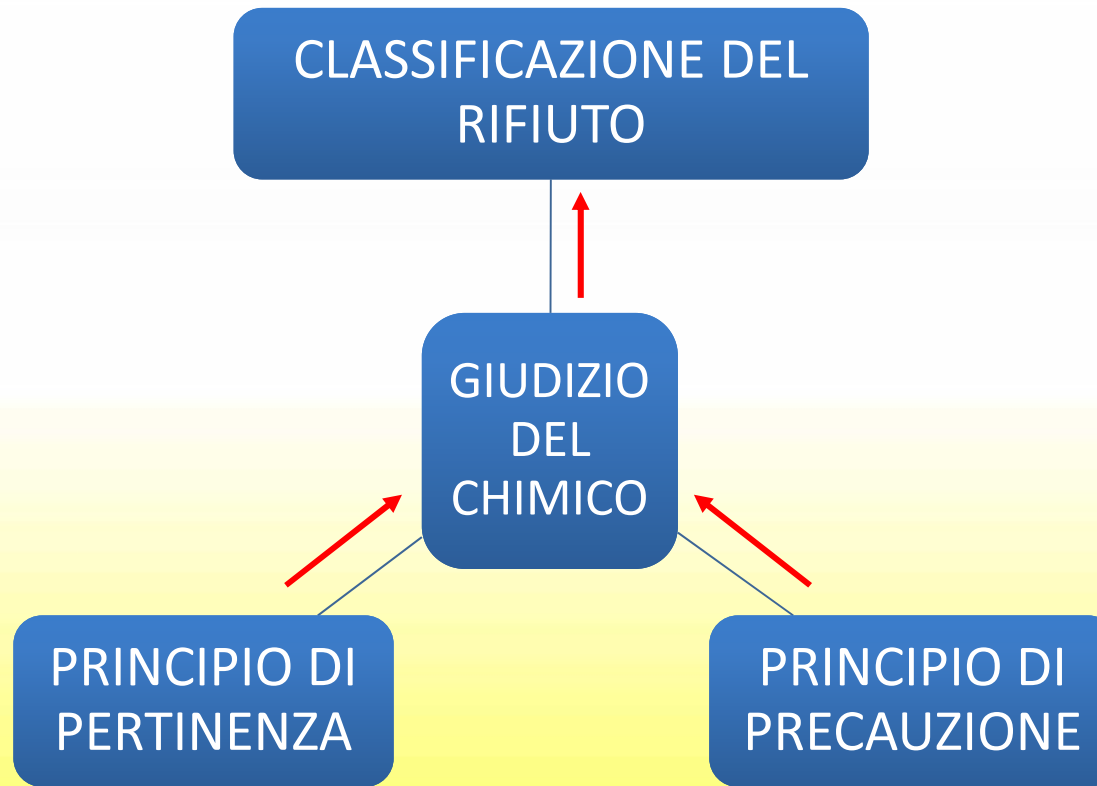 CLASSIFICAZIONE DEL
RIFIUTO
GIUDIZIO
DEL
CHIMICO
PRINCIPIO DI
PERTINENZA
PRINCIPIO DI
PRECAUZIONE